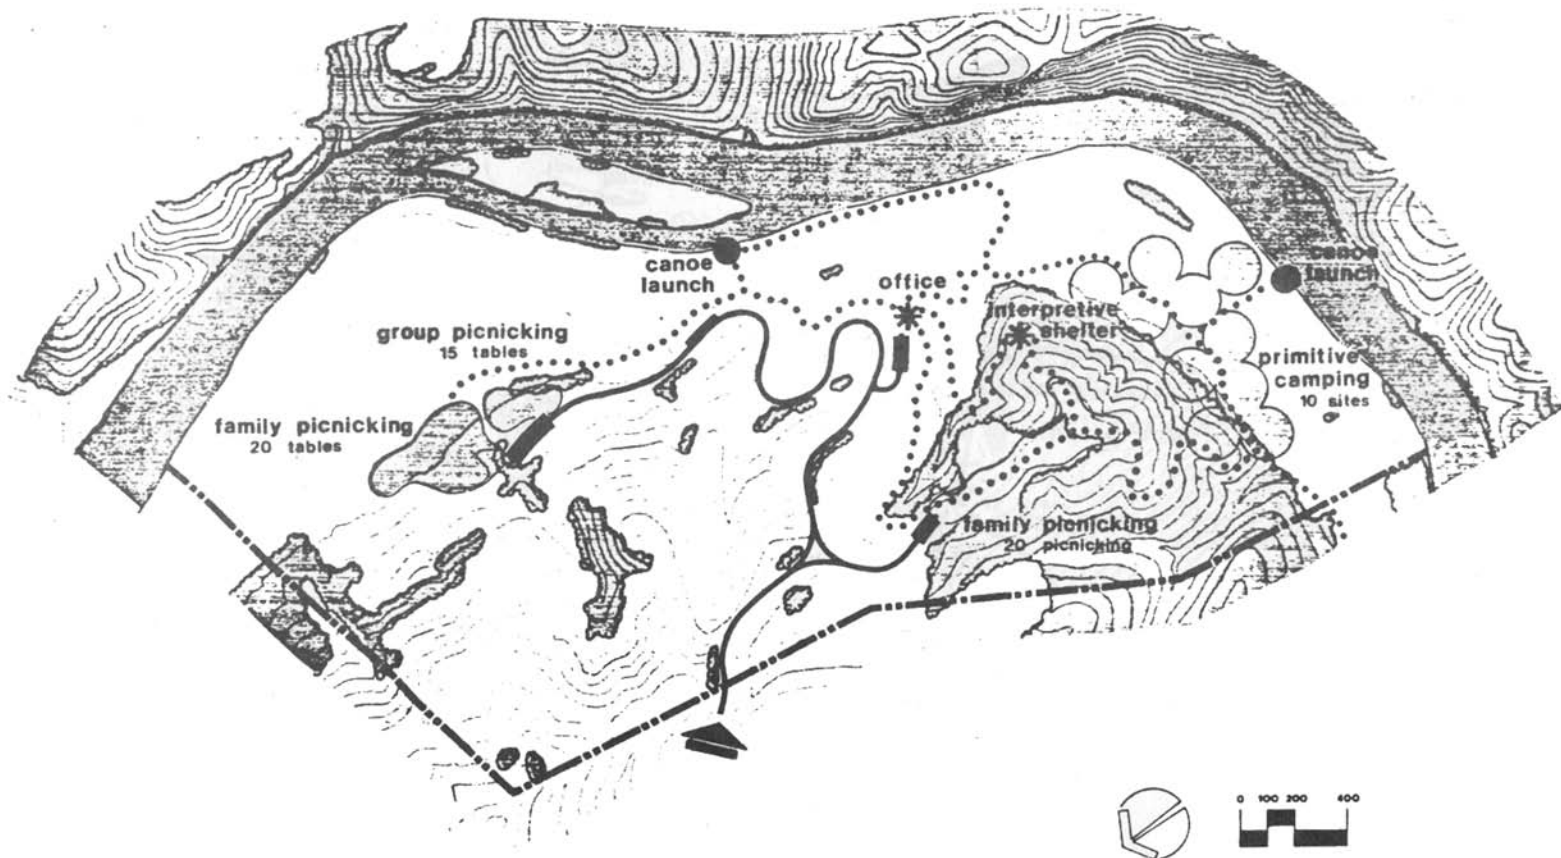 canoe
launch
office
canoe
launch
interpretive
shelter
group picnicking
15 tables
primitive
camping
10 sites
family picnicking
20 tables
family picnicking
20 picnicking
0 100 200 400